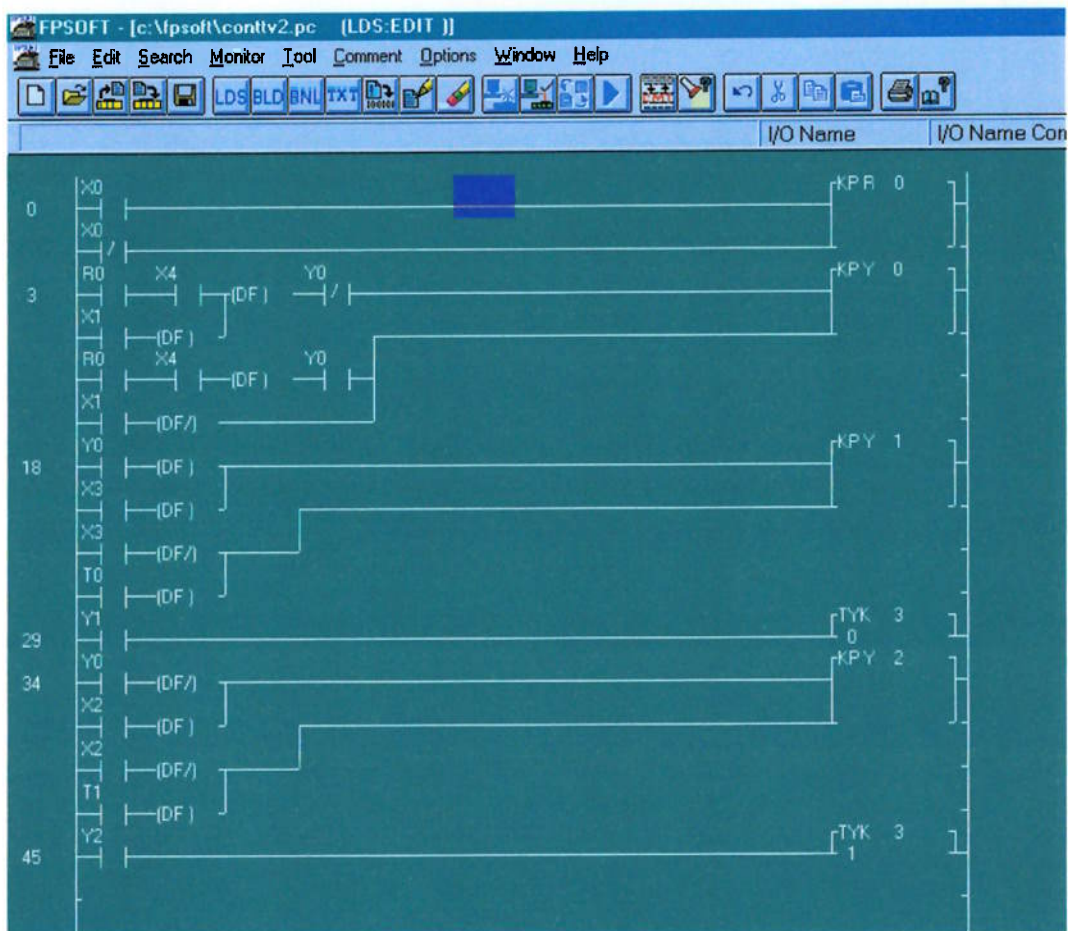 FPSOFT - [c:\fpsoft\conttv2.pc (LDS:EDIT )]
File Edit Search Monitor Tool Comment Options Window Help
LDS BLD BNL TXT
I/O Name I/O Name Con
X0 KPR 0
0
X0
R0 X4 Y0 KPY 0
3 (DF )
X1
(DF )
R0 X4 Y0
(DF )
X1
(DF/)
Y0 KPY 1
18 (DF )
X3
(DF )
X3
(DF/)
T0
(DF )
Y1 TYK 3
29 0
Y0 KPY 2
34 (DF/)
X2
(DF )
X2
(DF/)
T1
(DF )
Y2 TYK 3
45 1